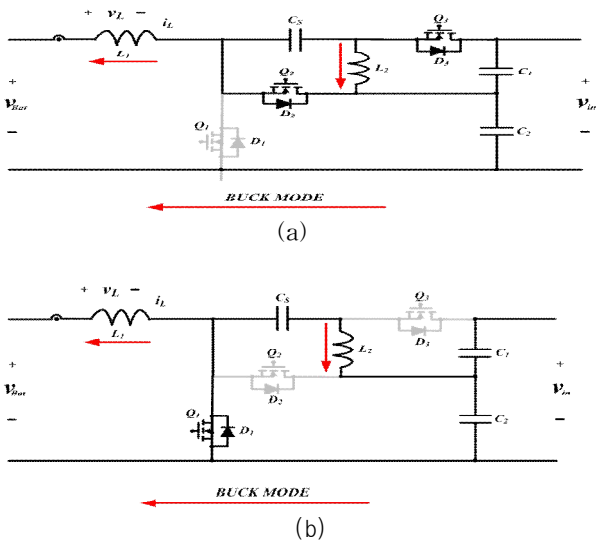 + v_L − i_L C_S Q_3
L_1 L_2 D_3 C_1
+ Q_2 +
v_Bat D_2 v_in
− Q_1 D_1 C_2 −
BUCK MODE
(a)
+ v_L − i_L C_S Q_3
L_1 L_2 D_3 C_1
+ Q_2 +
v_Bat D_2 v_in
− Q_1 D_1 C_2 −
BUCK MODE
(b)